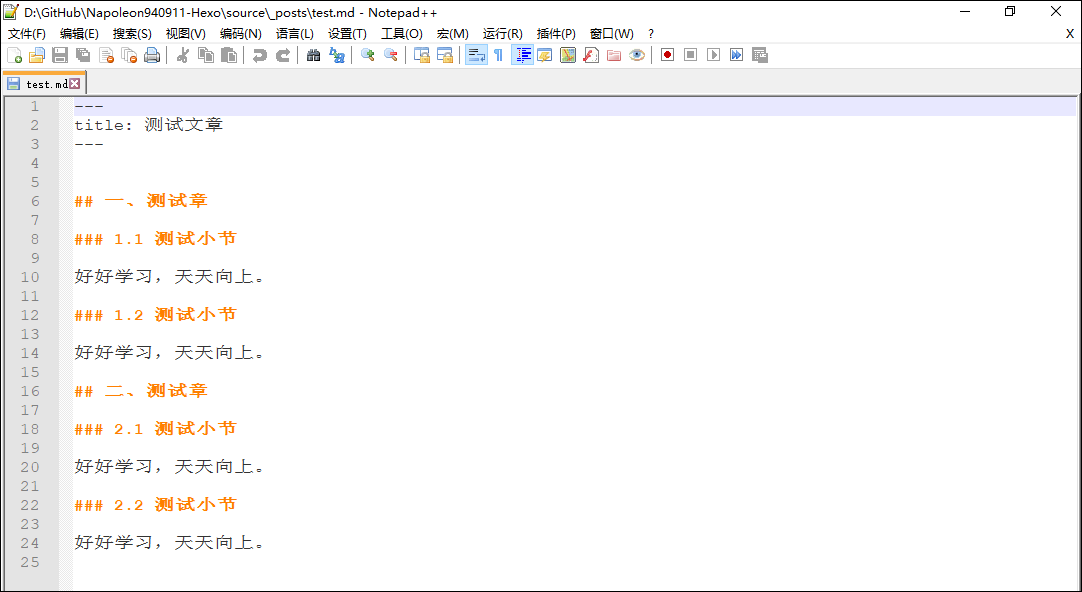 D:\GitHub\Napoleon940911-Hexo\source\_posts\test.md - Notepad++
文件(F) 编辑(E) 搜索(S) 视图(V) 编码(N) 语言(L) 设置(T) 工具(O) 宏(M) 运行(R) 插件(P) 窗口(W) ? X
test.md
1 ---
2 title: 测试文章
3 ---
4
5
6 ## 一、测试章
7
8 ### 1.1 测试小节
9
10 好好学习，天天向上。
11
12 ### 1.2 测试小节
13
14 好好学习，天天向上。
15
16 ## 二、测试章
17
18 ### 2.1 测试小节
19
20 好好学习，天天向上。
21
22 ### 2.2 测试小节
23
24 好好学习，天天向上。
25